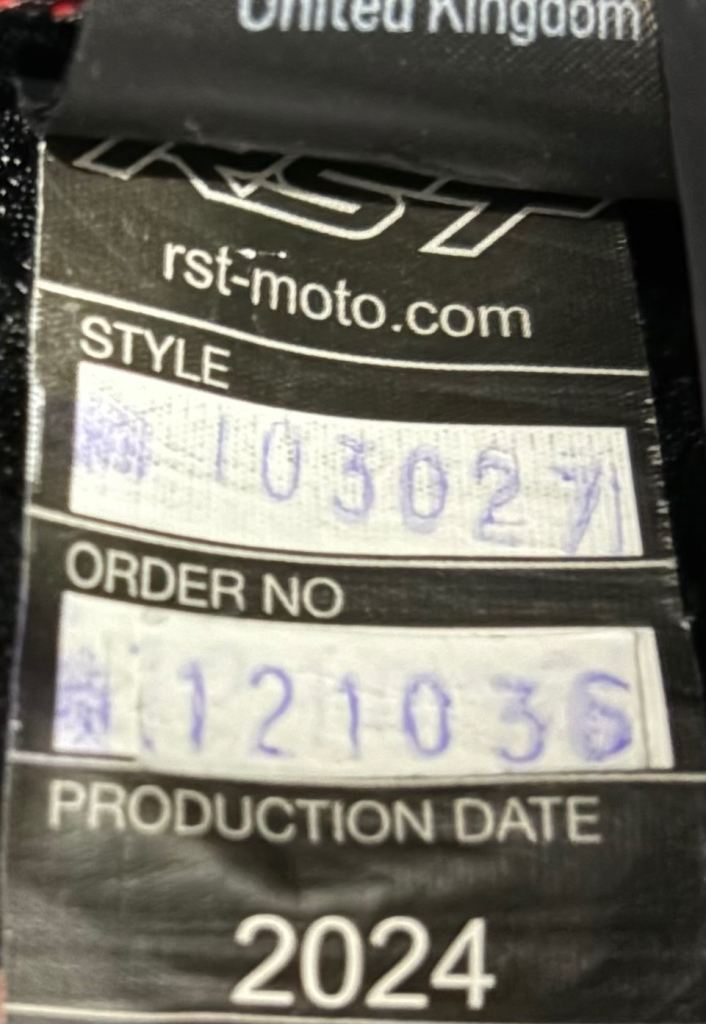 United Kingdom
RST
rst-moto.com
STYLE
103027
ORDER NO
121036
PRODUCTION DATE
2024